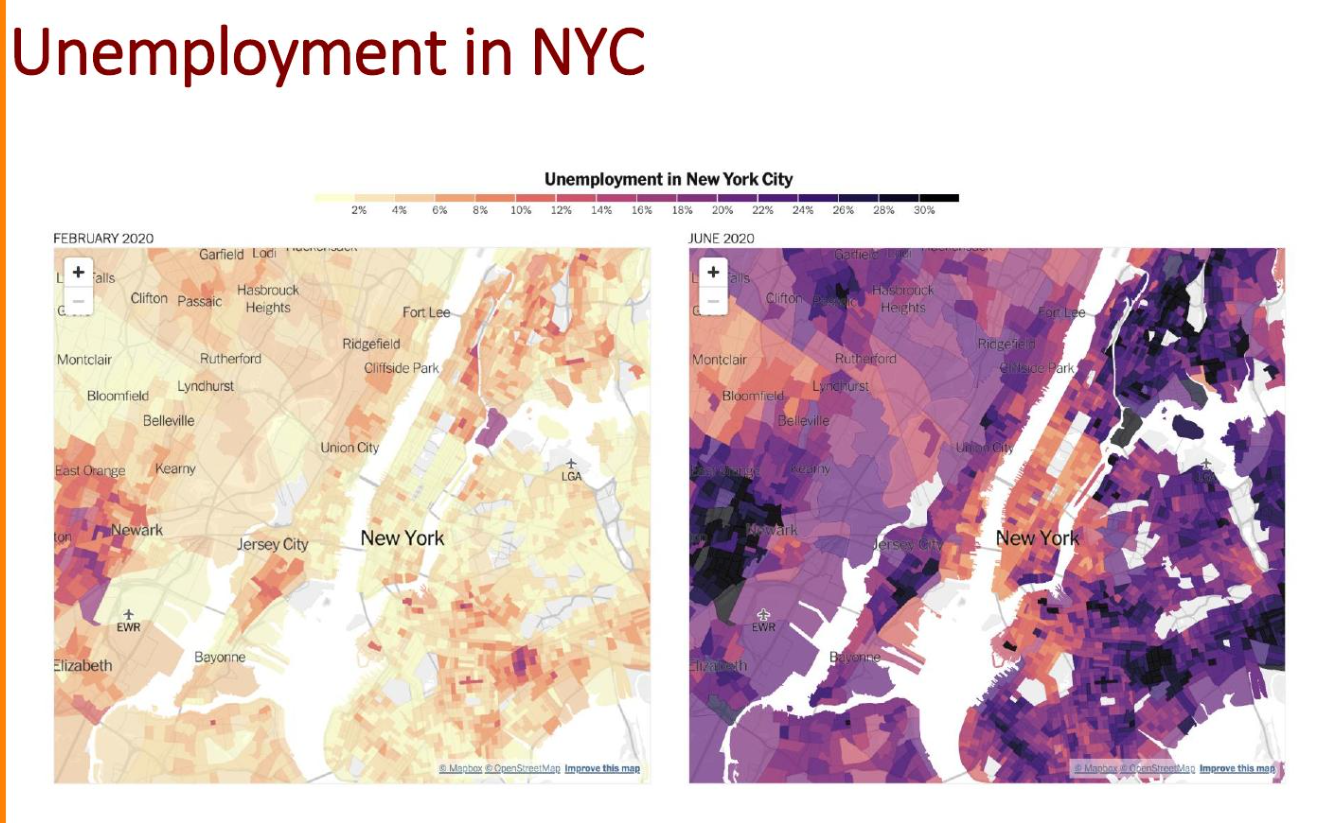 Unemployment in NYC
Unemployment in New York City
2% 4% 6% 8% 10% 12% 14% 16% 18% 20% 22% 24% 26% 28% 30%
FEBRUARY 2020
Garfield Lodi
+
Clifton Passaic Hasbrouck Heights
−
Fort Lee
Ridgefield
Montclair Rutherford Cliffside Park
Lyndhurst
Bloomfield
Belleville
Union City
East Orange Kearny
LGA
Newark
Jersey City New York
EWR
Bayonne
Elizabeth
© Mapbox © OpenStreetMap Improve this map
JUNE 2020
Garfield Lodi
+
Clifton Passaic Hasbrouck Heights
−
Fort Lee
Ridgefield
Montclair Rutherford Cliffside Park
Lyndhurst
Bloomfield
Belleville
Union City
East Orange Kearny
Newark
Jersey City New York
EWR
Bayonne
Elizabeth
© Mapbox © OpenStreetMap Improve this map